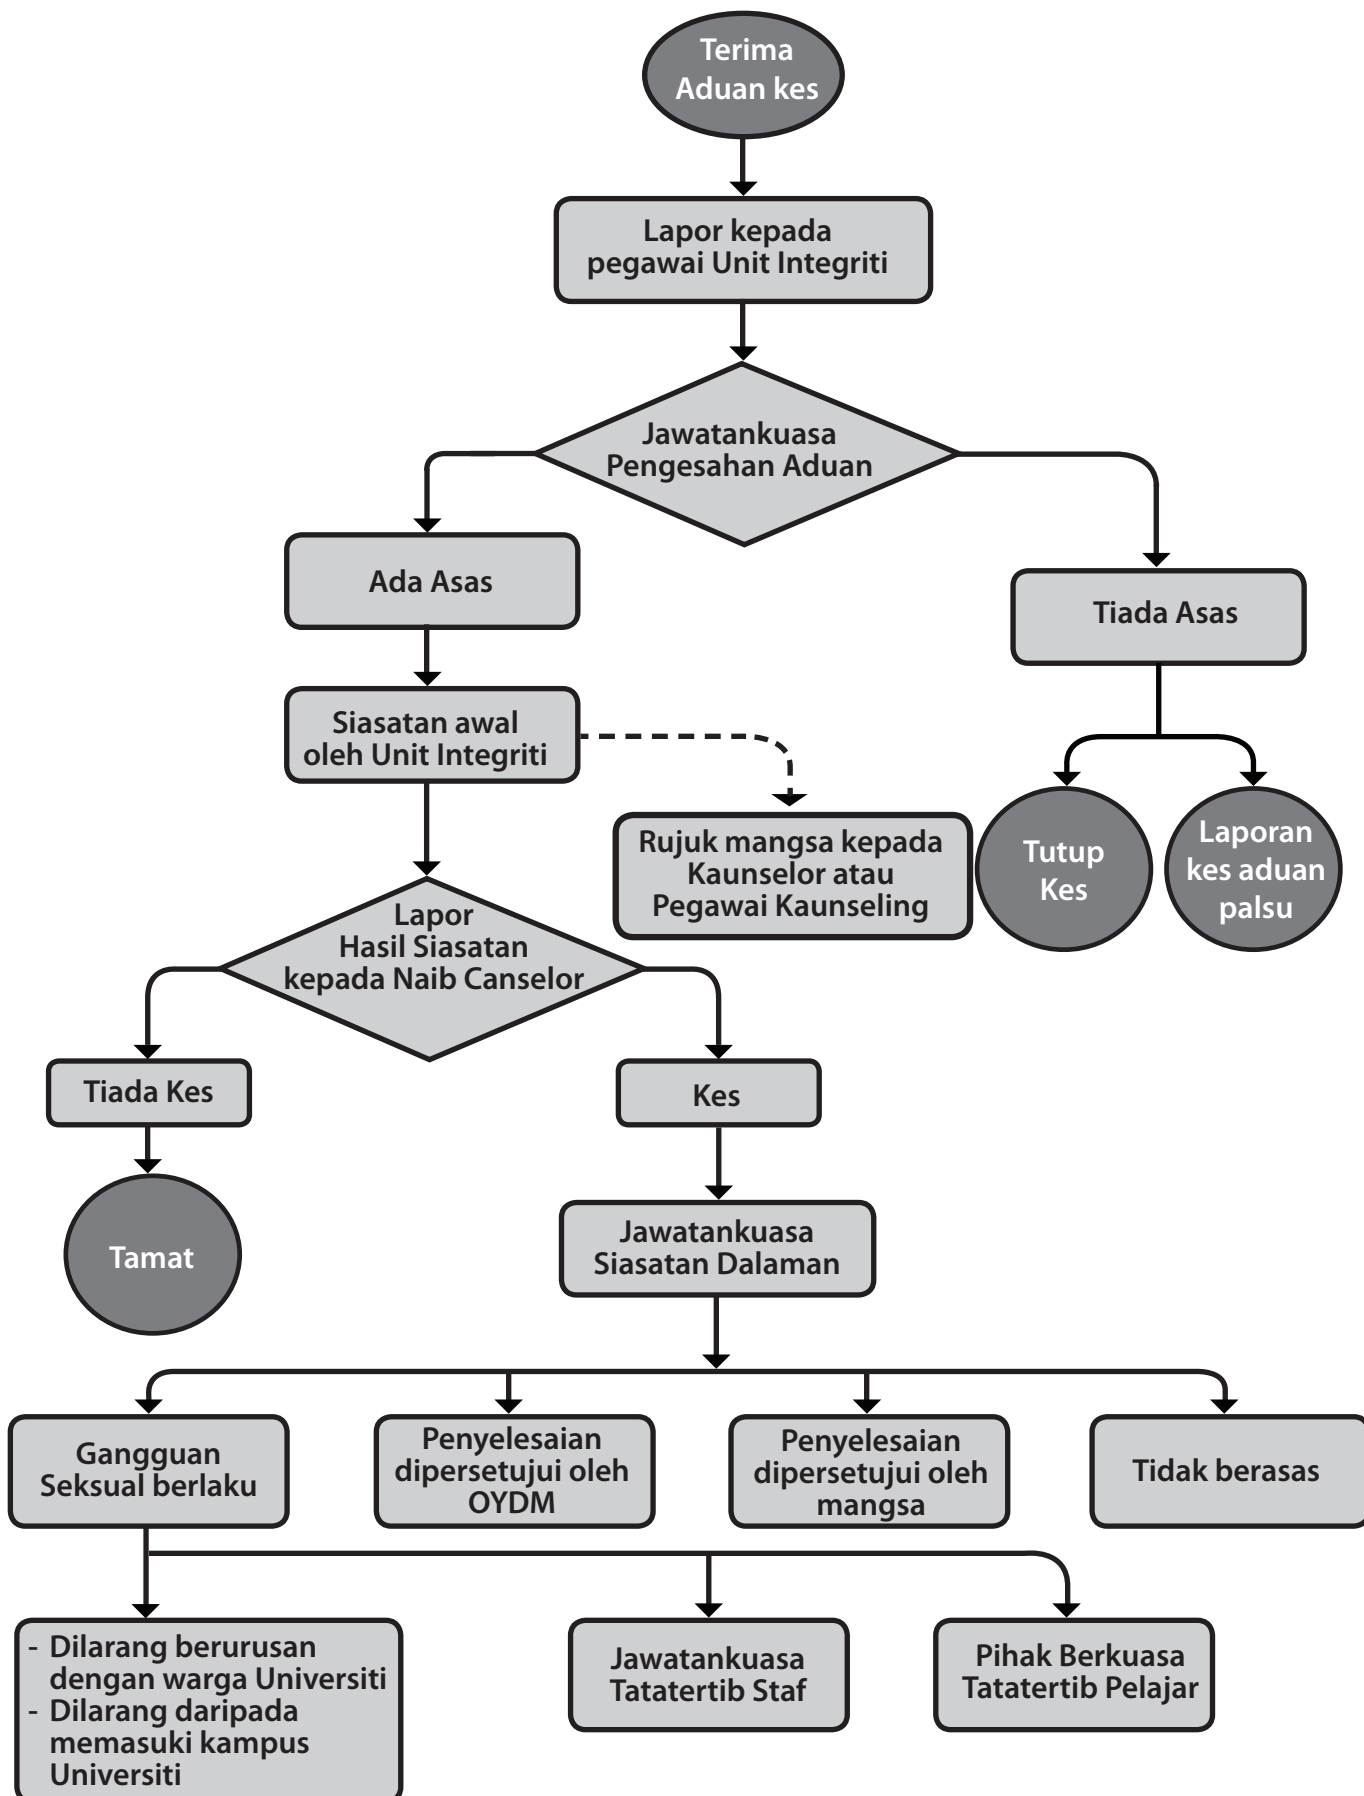 Terima
Aduan kes
Lapor kepada
pegawai Unit Integriti
Jawatankuasa
Pengesahan Aduan
Ada Asas
Tiada Asas
Siasatan awal
oleh Unit Integriti
Rujuk mangsa kepada
Kaunselor atau
Pegawai Kaunseling
Tutup
Kes
Laporan
kes aduan
palsu
Lapor
Hasil Siasatan
kepada Naib Canselor
Tiada Kes
Kes
Tamat
Jawatankuasa
Siasatan Dalaman
Gangguan
Seksual berlaku
Penyelesaian
dipersetujui oleh
OYDM
Penyelesaian
dipersetujui oleh
mangsa
Tidak berasas
- Dilarang berurusan
dengan warga Universiti
- Dilarang daripada
memasuki kampus
Universiti
Jawatankuasa
Tatatertib Staf
Pihak Berkuasa
Tatatertib Pelajar